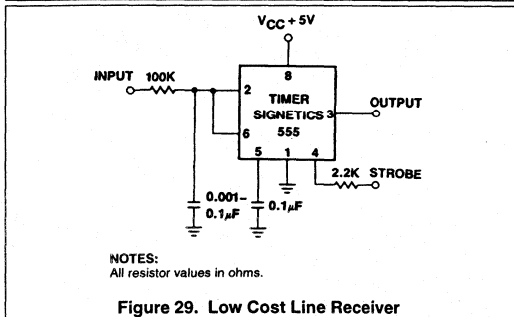 VCC + 5V
INPUT 100K
8
2 TIMER
SIGNETICS 3 OUTPUT
6 555
5 1 4
2.2K STROBE
0.001–
0.1µF 0.1µF
NOTES:
All resistor values in ohms.
Figure 29. Low Cost Line Receiver